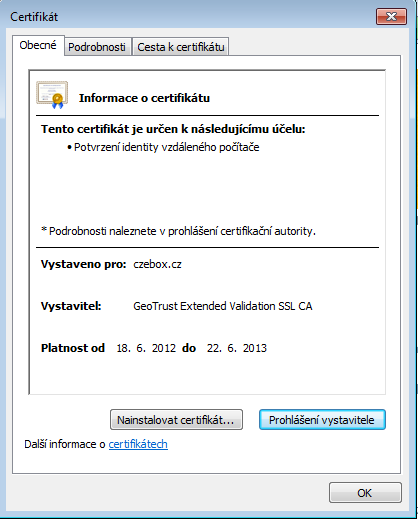 Certifikát
Obecné Podrobnosti Cesta k certifikátu
Informace o certifikátu
Tento certifikát je určen k následujícímu účelu:
• Potvrzení identity vzdáleného počítače
* Podrobnosti naleznete v prohlášení certifikační autority.
Vystaveno pro: czebox.cz
Vystavitel: GeoTrust Extended Validation SSL CA
Platnost od 18. 6. 2012 do 22. 6. 2013
Nainstalovat certifikát... Prohlášení vystavitele
Další informace o certifikátech
OK